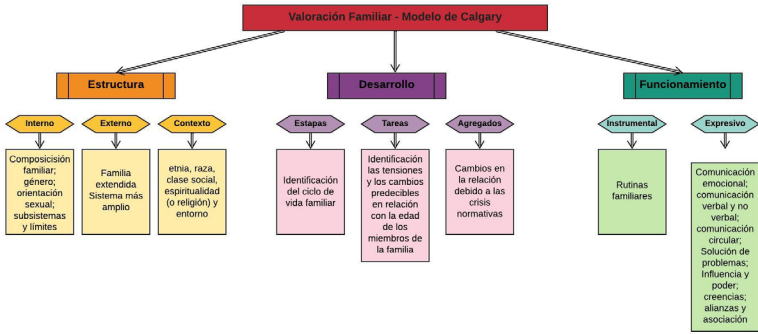 Valoración Familiar - Modelo de Calgary
Estructura
Desarrollo
Funcionamiento
Interno
Externo
Contexto
Estapas
Tareas
Agregados
Instrumental
Expresivo
Composicisión
familiar;
género;
orientación
sexual;
subsistemas
y límites
Familia
extendida
Sistema más
amplio
etnia, raza,
clase social,
espiritualidad
(o religión) y
entorno
Identificación
del cíclo de
vida familiar
Identificación
las tensiones
y los cambios
predecibles
en relación
con la edad
de los
miembros de
la familia
Cambios en
la relación
debido a las
crisis
normativas
Rutinas
familiares
Comunicación
emocional;
comunicación
verbal y no
verbal;
comunicación
circular;
Solución de
problemas;
Influencia y
poder;
creencias;
alianzas y
asociación